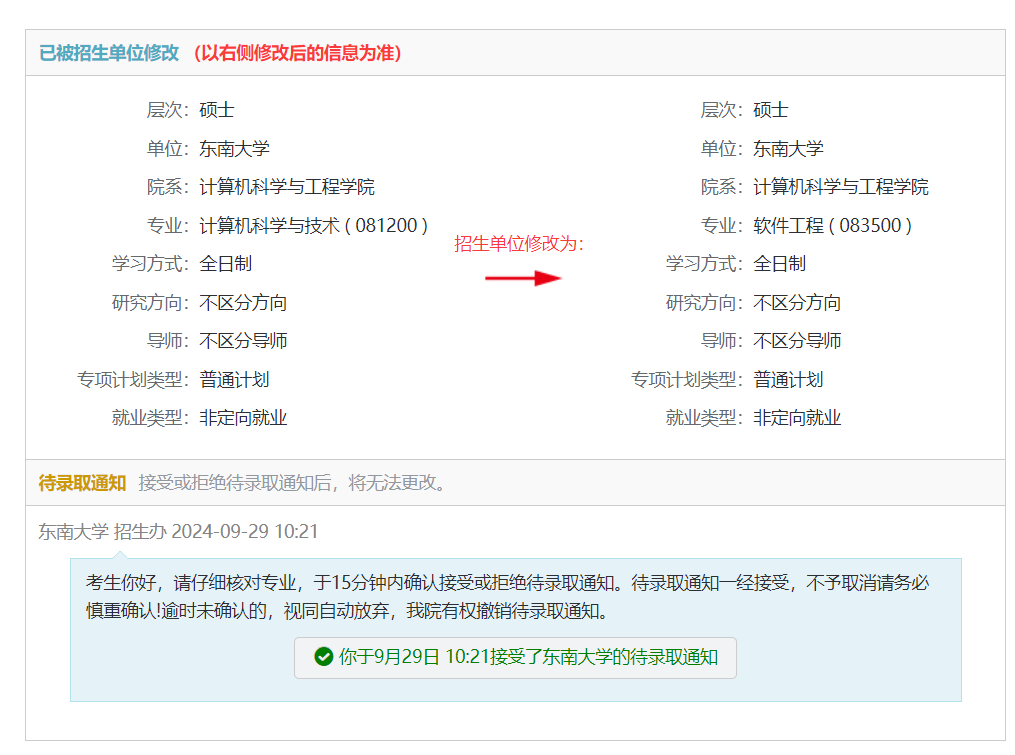 已被招生单位修改 （以右侧修改后的信息为准）
层次： 硕士
单位： 东南大学
院系： 计算机科学与工程学院
专业： 计算机科学与技术 ( 081200 )
学习方式： 全日制
研究方向： 不区分方向
导师： 不区分导师
专项计划类型： 普通计划
就业类型： 非定向就业
招生单位修改为：
层次： 硕士
单位： 东南大学
院系： 计算机科学与工程学院
专业： 软件工程 ( 083500 )
学习方式： 全日制
研究方向： 不区分方向
导师： 不区分导师
专项计划类型： 普通计划
就业类型： 非定向就业
待录取通知 接受或拒绝待录取通知后，将无法更改。
东南大学 招生办 2024-09-29 10:21
考生你好，请仔细核对专业，于15分钟内确认接受或拒绝待录取通知。待录取通知一经接受，不予取消请务必
慎重确认!逾时未确认的，视同自动放弃，我院有权撤销待录取通知。
你于9月29日 10:21接受了东南大学的待录取通知